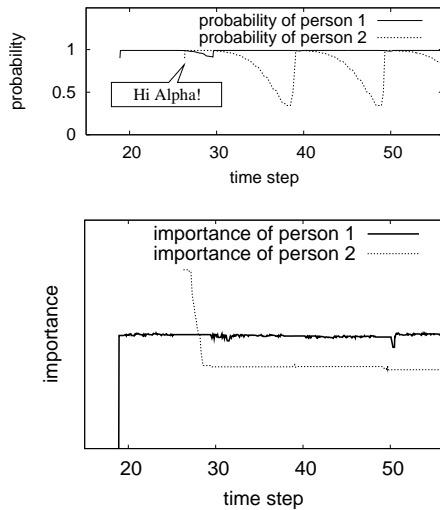 probability of person 1
probability of person 2
1
0.5
0
probability
Hi Alpha!
20
30
40
50
time step
importance of person 1
importance of person 2
importance
20
30
40
50
time step